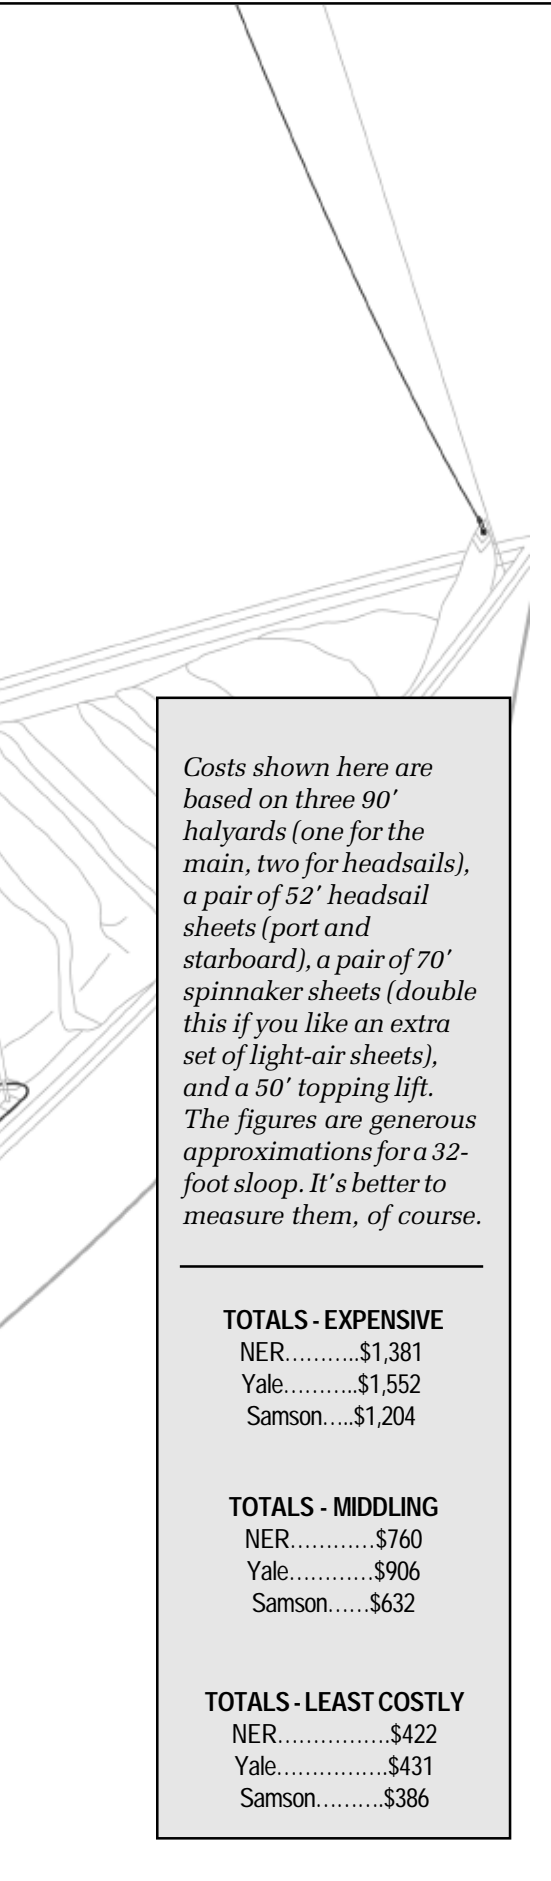 Costs shown here are
based on three 90′
halyards (one for the
main, two for headsails),
a pair of 52′ headsail
sheets (port and
starboard), a pair of 70′
spinnaker sheets (double
this if you like an extra
set of light-air sheets),
and a 50′ topping lift.
The figures are generous
approximations for a 32-
foot sloop. It's better to
measure them, of course.
TOTALS - EXPENSIVE
NER………..$1,381
Yale………..$1,552
Samson…..$1,204
TOTALS - MIDDLING
NER…………$760
Yale…………$906
Samson……$632
TOTALS - LEAST COSTLY
NER…………….$422
Yale…………….$431
Samson……….$386